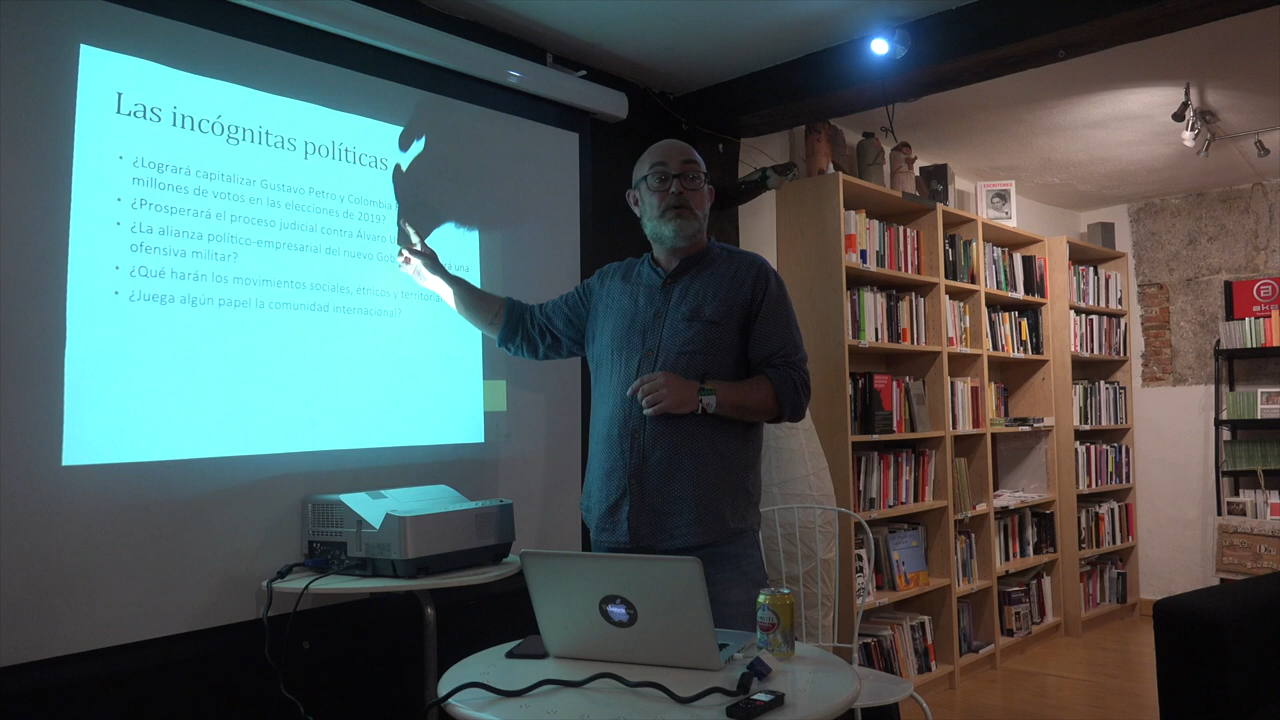 Las incógnitas políticas
• ¿Logrará capitalizar Gustavo Petro y Colombia
millones de votos en las elecciones de 2019?
• ¿Prosperará el proceso judicial contra Álvaro
• ¿La alianza político-empresarial del nuevo una
ofensiva militar?
• ¿Qué harán los movimientos sociales, étnicos y
• ¿Juega algún papel la comunidad internacional?
ESCRITORES
aka